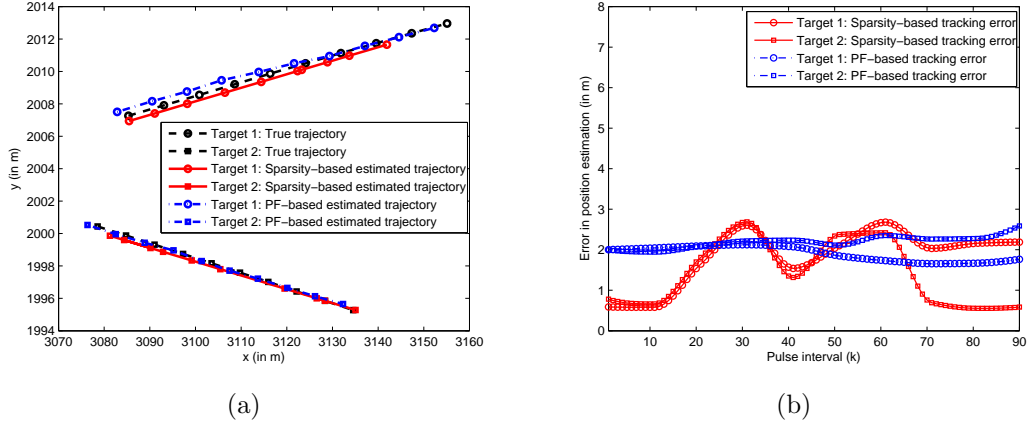 2014
2012
2010
2008
2006
2004
2002
2000
1998
1996
1994
3070 3080 3090 3100 3110 3120 3130 3140 3150 3160
x (in m)
y (in m)
Target 1: True trajectory
Target 2: True trajectory
Target 1: Sparsity−based estimated trajectory
Target 2: Sparsity−based estimated trajectory
Target 1: PF−based estimated trajectory
Target 2: PF−based estimated trajectory
(a)
8
7
6
5
4
3
2
1
0
10 20 30 40 50 60 70 80 90
Pulse interval (k)
Error in position estimation (in m)
Target 1: Sparsity−based tracking error
Target 2: Sparsity−based tracking error
Target 1: PF−based tracking error
Target 2: PF−based tracking error
(b)